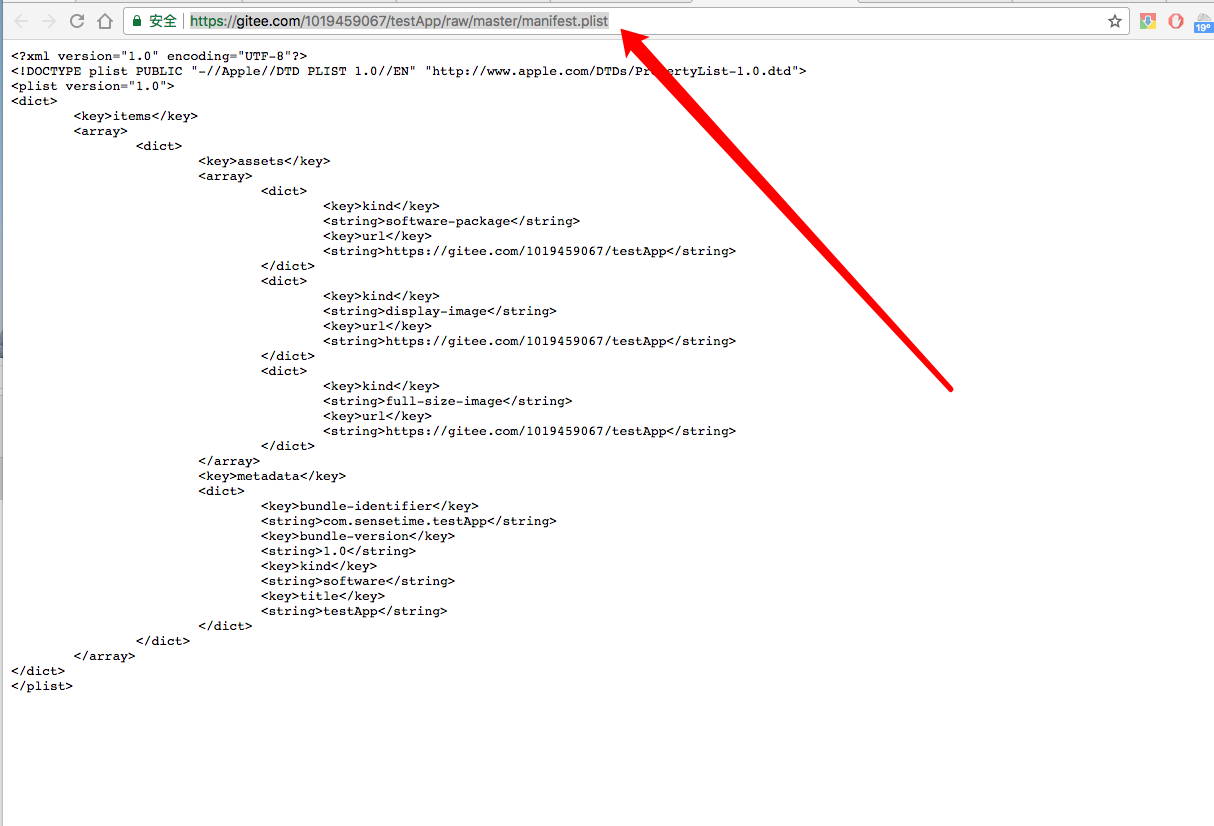 安全 https://gitee.com/1019459067/testApp/raw/master/manifest.plist
19°
<?xml version="1.0" encoding="UTF-8"?>
<!DOCTYPE plist PUBLIC "-//Apple//DTD PLIST 1.0//EN" "http://www.apple.com/DTDs/PropertyList-1.0.dtd">
<plist version="1.0">
<dict>
<key>items</key>
<array>
<dict>
<key>assets</key>
<array>
<dict>
<key>kind</key>
<string>software-package</string>
<key>url</key>
<string>https://gitee.com/1019459067/testApp</string>
</dict>
<dict>
<key>kind</key>
<string>display-image</string>
<key>url</key>
<string>https://gitee.com/1019459067/testApp</string>
</dict>
<dict>
<key>kind</key>
<string>full-size-image</string>
<key>url</key>
<string>https://gitee.com/1019459067/testApp</string>
</dict>
</array>
<key>metadata</key>
<dict>
<key>bundle-identifier</key>
<string>com.sensetime.testApp</string>
<key>bundle-version</key>
<string>1.0</string>
<key>kind</key>
<string>software</string>
<key>title</key>
<string>testApp</string>
</dict>
</dict>
</array>
</dict>
</plist>